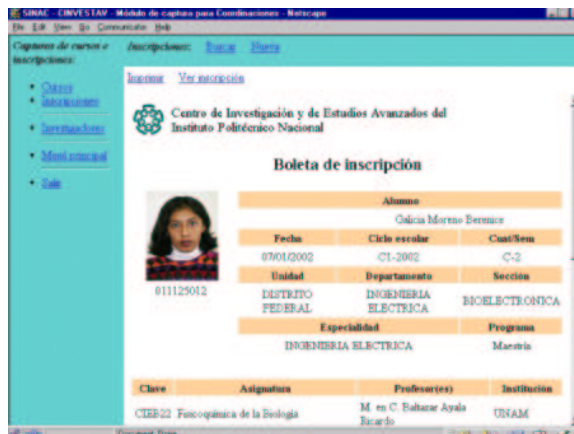 SINAC - CINVESTAV - Módulo de captura para Coordinaciones - Netscape
File Edit View Go Communicator Help
Capturas de cursos e inscripciones:
Cursos
Inscripciones
Investigadores
Menú principal
Salir
Inscripciones: Buscar Nueva
Imprimir Ver inscripción
Centro de Investigación y de Estudios Avanzados del
Instituto Politécnico Nacional
Boleta de inscripción
011125012
Alumno
Galicia Moreno Berenice
Fecha Ciclo escolar Cuat/Sem
07/01/2002 C1-2002 C-2
Unidad Departamento Sección
DISTRITO FEDERAL INGENIERIA ELECTRICA BIOELECTRONICA
Especialidad Programa
INGENIERIA ELECTRICA Maestría
Clave Asignatura Profesor(es) Institución
Fisicoquímica de la Biología M. en C. Baltazar Ayala Ricardo UNAM